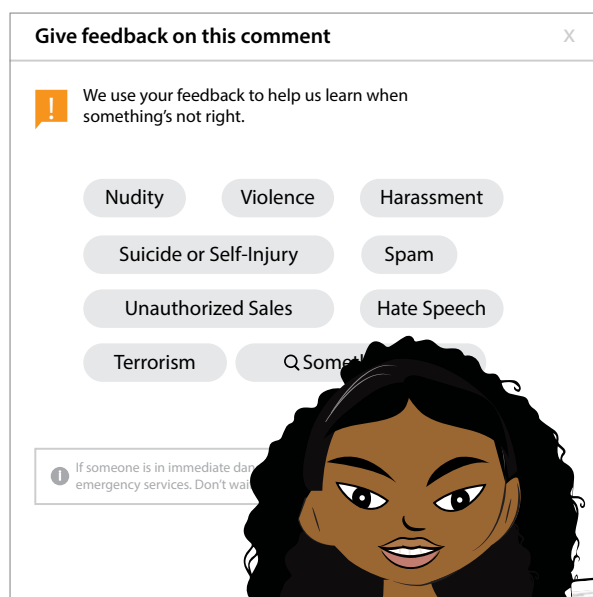 Give feedback on this comment X
!
We use your feedback to help us learn when
something's not right.
Nudity Violence Harassment
Suicide or Self-Injury Spam
Unauthorized Sales Hate Speech
Terrorism
If someone is in immediate
emergency services. Don't